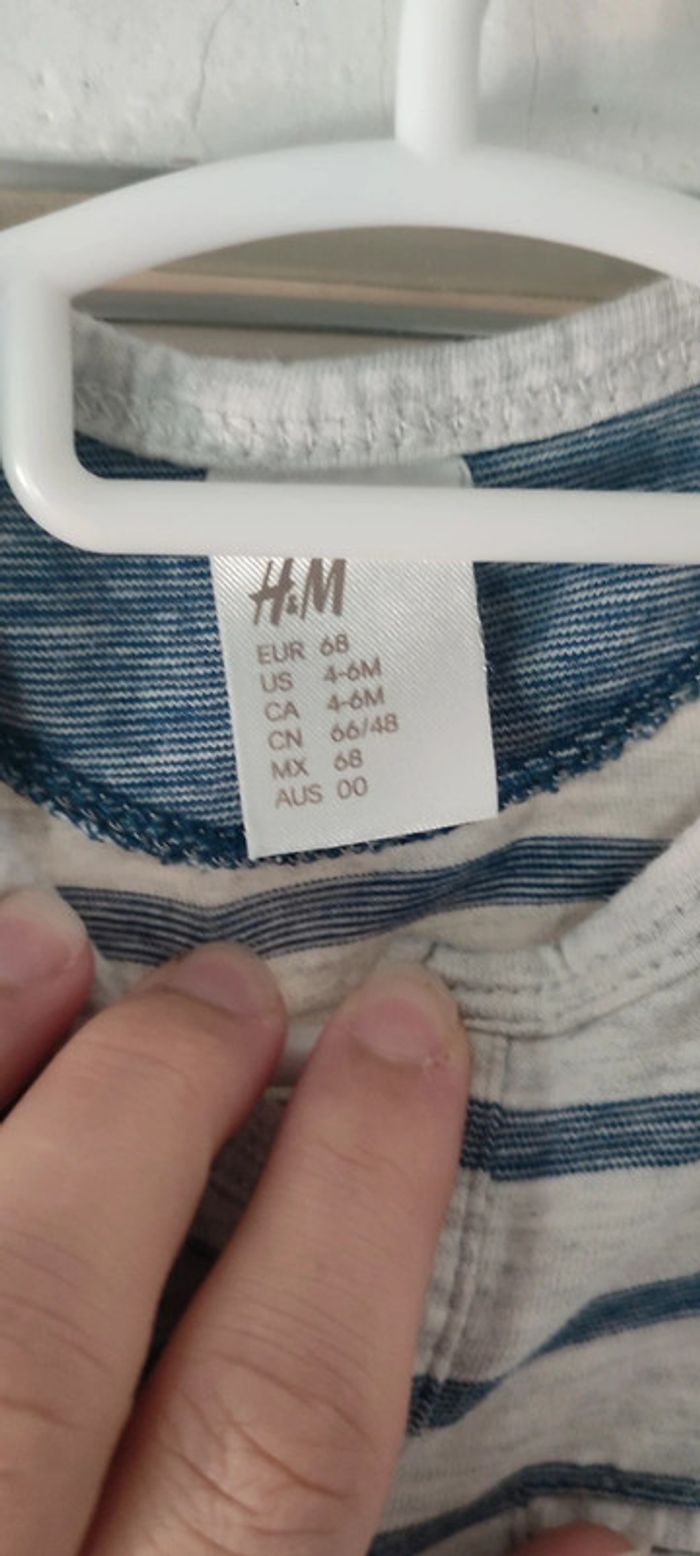 H&M
EUR 68
US 4-6M
CA 4-6M
CN 66/48
MX 68
AUS 00